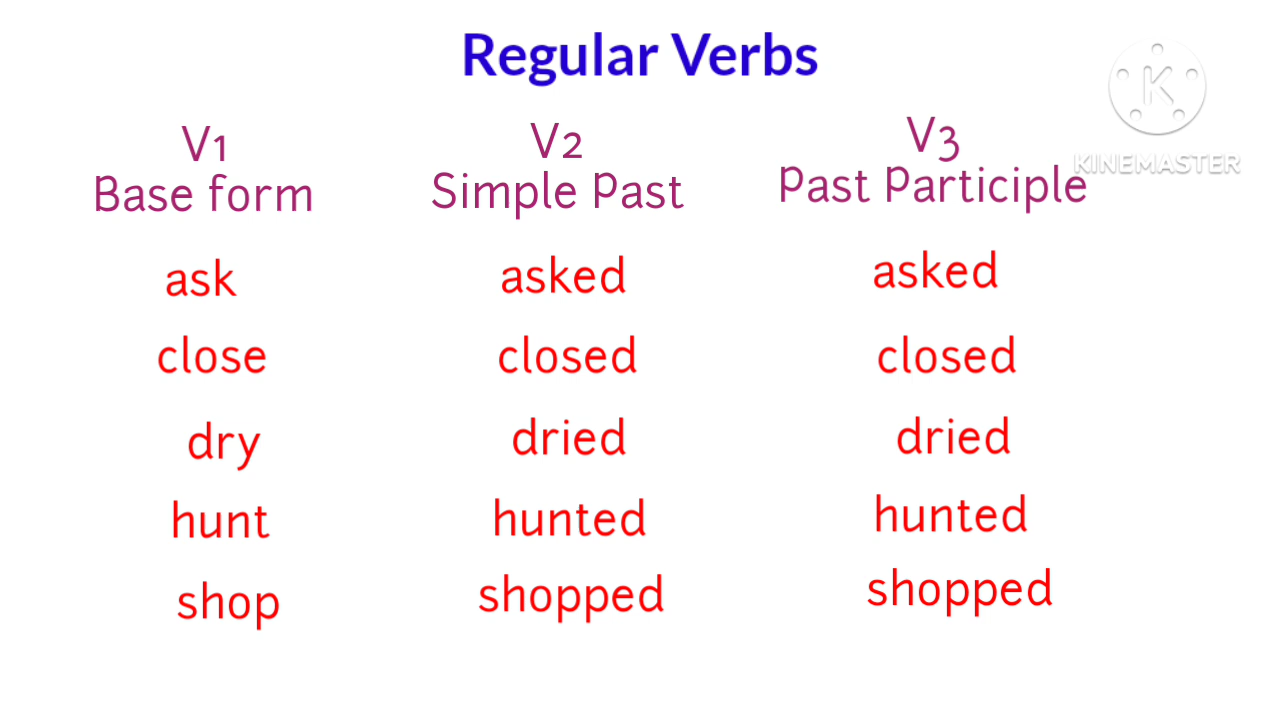 Regular Verbs
K
KINEMASTER
V1 V2 V3
Base form Simple Past Past Participle
ask asked asked
close closed closed
dry dried dried
hunt hunted hunted
shop shopped shopped